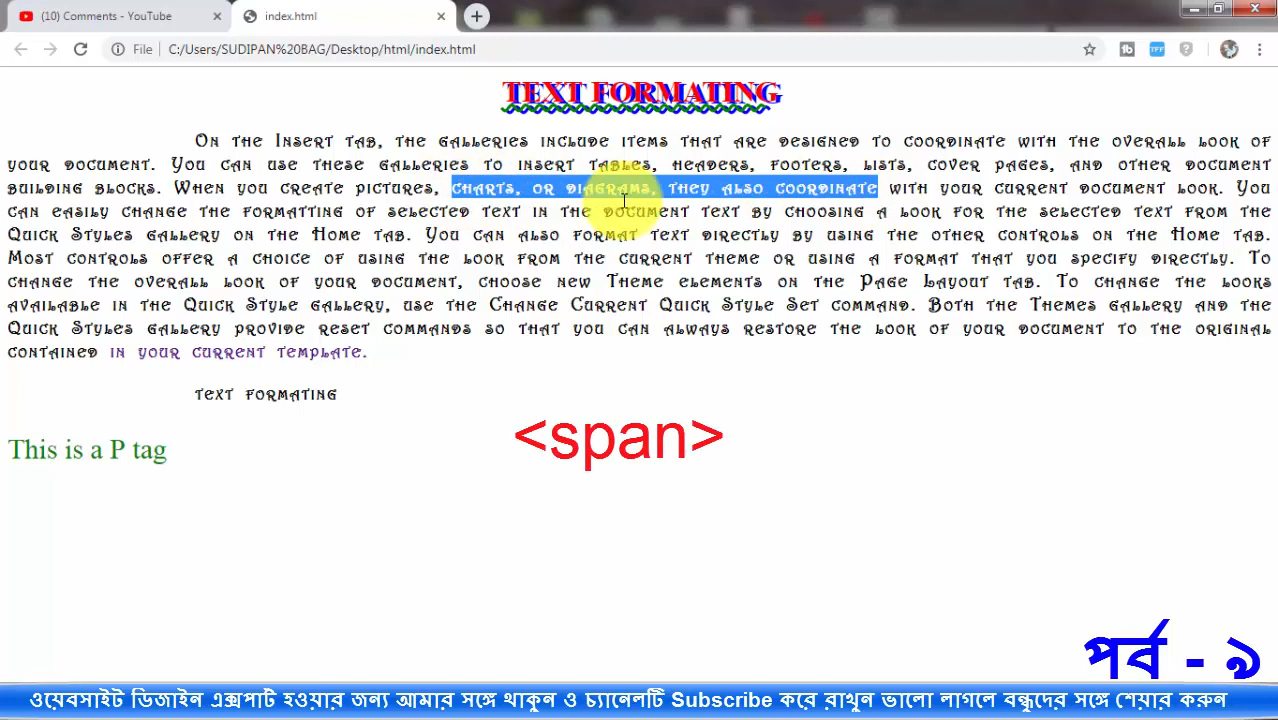 (10) Comments - YouTube
index.html
File
C:/Users/SUDIPAN%20BAG/Desktop/html/index.html
TEXT FORMATING
On the Insert tab, the galleries include items that are designed to coordinate with the overall look of
your document. You can use these galleries to insert tables, headers, footers, lists, cover pages, and other document
building blocks. When you create pictures, charts, or diagrams, they also coordinate with your current document look. You
can easily change the formatting of selected text in the document text by choosing a look for the selected text from the
Quick Styles gallery on the Home tab. You can also format text directly by using the other controls on the Home tab.
Most controls offer a choice of using the look from the current theme or using a format that you specify directly. To
change the overall look of your document, choose new Theme elements on the Page Layout tab. To change the looks
available in the Quick Style gallery, use the Change Current Quick Style Set command. Both the Themes gallery and the
Quick Styles gallery provide reset commands so that you can always restore the look of your document to the original
contained in your current template.
text formating
This is a P tag
<span>
পর্ব - ৯
ওয়েবসাইট ডিজাইন এক্সপার্ট হওয়ার জন্য আমার সঙ্গে থাকুন ও চ্যানেলটি Subscribe করে রাখুন ভালো লাগলে বন্ধুদের সঙ্গে শেয়ার করুন